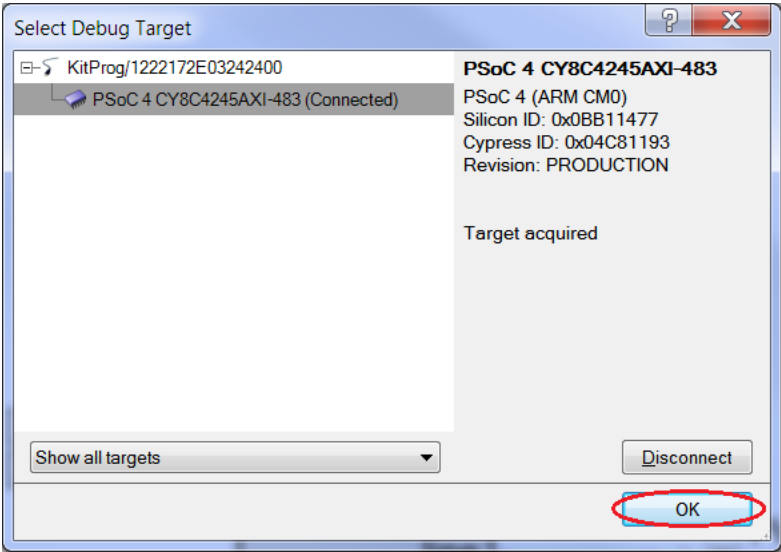 Select Debug Target
KitProg/1222172E03242400
PSoC 4 CY8C4245AXI-483 (Connected)
PSoC 4 CY8C4245AXI-483
PSoC 4 (ARM CM0)
Silicon ID: 0x0BB11477
Cypress ID: 0x04C81193
Revision: PRODUCTION
Target acquired
Show all targets
Disconnect
OK